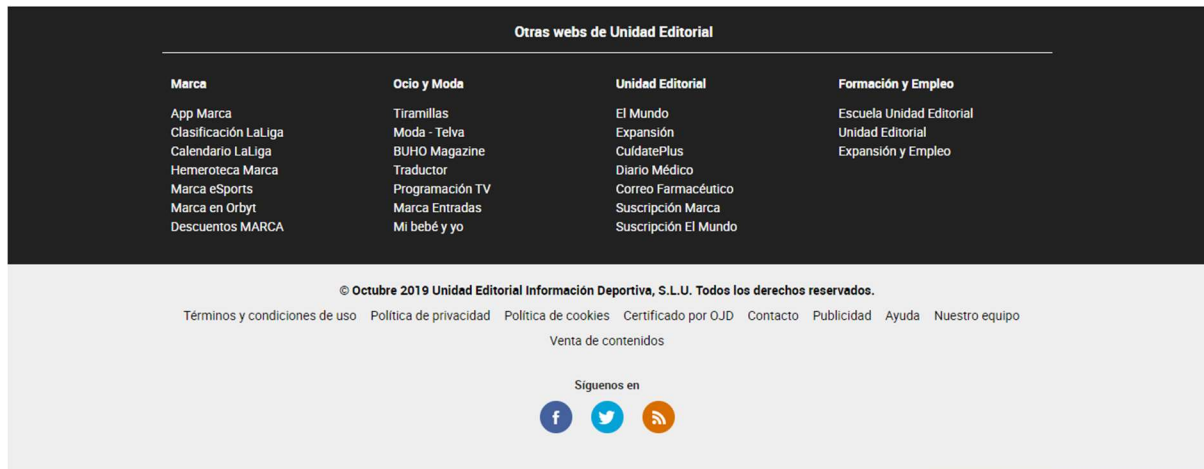 Otras webs de Unidad Editorial
Marca
App Marca
Clasificación LaLiga
Calendario LaLiga
Hemeroteca Marca
Marca eSports
Marca en Orbyt
Descuentos MARCA
Ocio y Moda
Tiramillas
Moda - Telva
BUHO Magazine
Traductor
Programación TV
Marca Entradas
Mi bebé y yo
Unidad Editorial
El Mundo
Expansión
CuídatePlus
Diario Médico
Correo Farmacéutico
Suscripción Marca
Suscripción El Mundo
Formación y Empleo
Escuela Unidad Editorial
Unidad Editorial
Expansión y Empleo
© Octubre 2019 Unidad Editorial Información Deportiva, S.L.U. Todos los derechos reservados.
Términos y condiciones de uso Política de privacidad Política de cookies Certificado por OJD Contacto Publicidad Ayuda Nuestro equipo
Venta de contenidos
Síguenos en